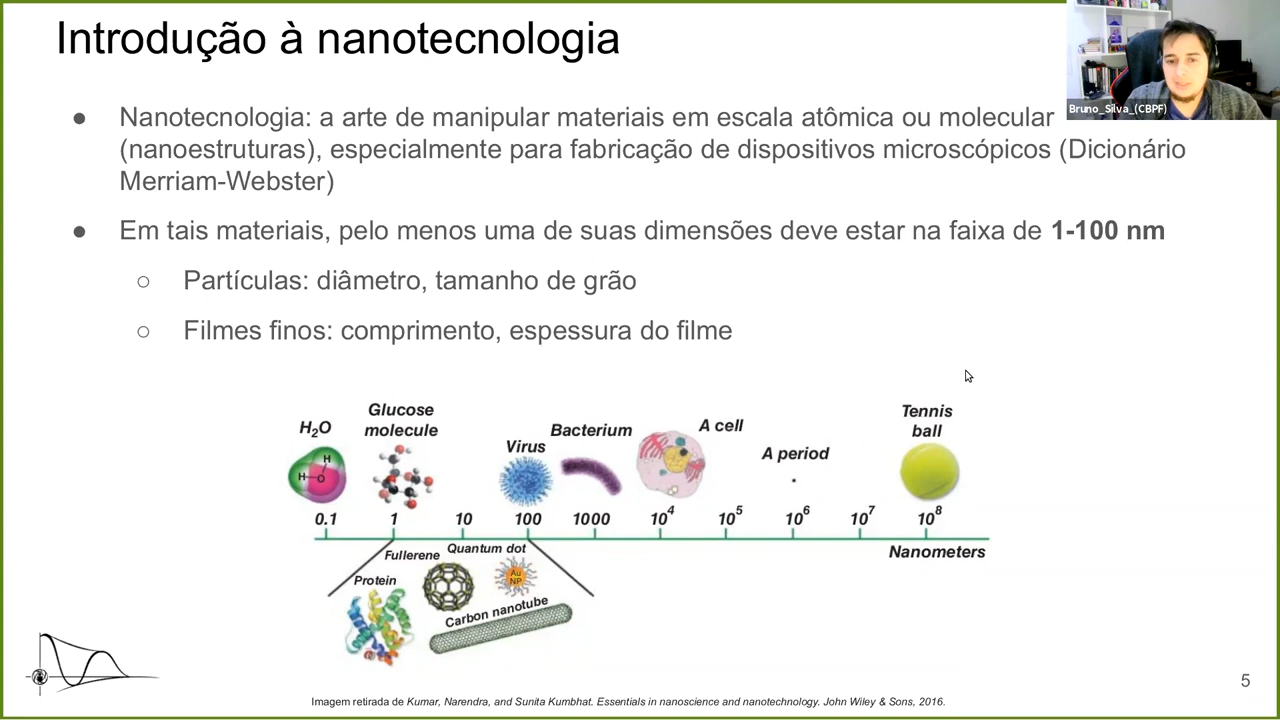 Introdução à nanotecnologia
Bruno_Silva_(CBPF)
● Nanotecnologia: a arte de manipular materiais em escala atômica ou molecular
(nanoestruturas), especialmente para fabricação de dispositivos microscópicos (Dicionário
Merriam-Webster)
● Em tais materiais, pelo menos uma de suas dimensões deve estar na faixa de 1-100 nm
○ Partículas: diâmetro, tamanho de grão
○ Filmes finos: comprimento, espessura do filme
H₂O
Glucose
molecule
Virus
Bacterium
A cell
A period
Tennis
ball
H
H-O
0.1 1 10 100 1000 10⁴ 10⁵ 10⁶ 10⁷ 10⁸
Nanometers
Protein
Fullerene
Quantum dot
Au
NP
Carbon nanotube
5
Imagem retirada de Kumar, Narendra, and Sunita Kumbhat. Essentials in nanoscience and nanotechnology. John Wiley & Sons, 2016.